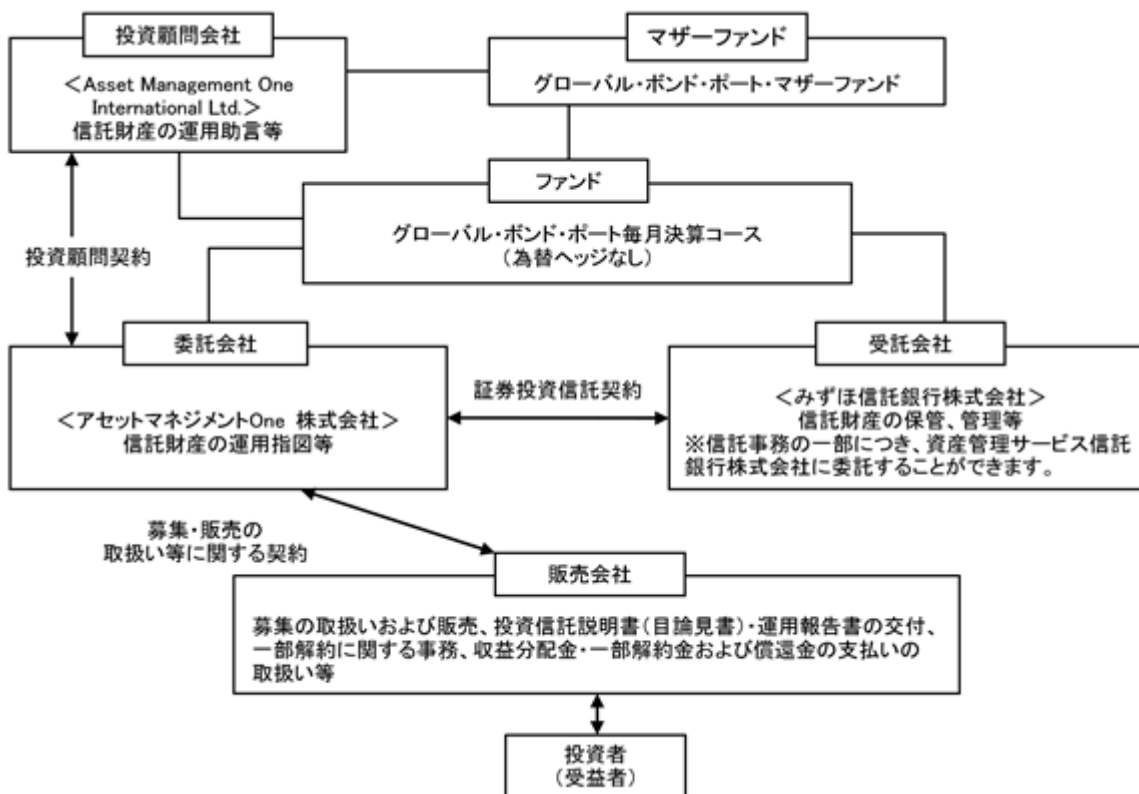 投資顧問会社
＜Asset Management One
International Ltd.＞
信託財産の運用助言等
マザーファンド
グローバル・ボンド・ポート・マザーファンド
ファンド
グローバル・ボンド・ポート毎月決算コース
（為替ヘッジなし）
投資顧問契約
委託会社
＜アセットマネジメントOne 株式会社＞
信託財産の運用指図等
証券投資信託契約
受託会社
＜みずほ信託銀行株式会社＞
信託財産の保管、管理等
※信託事務の一部につき、資産管理サービス信託
銀行株式会社に委託することができます。
募集・販売の
取扱い等に関する契約
販売会社
募集の取扱いおよび販売、投資信託説明書（目論見書）・運用報告書の交付、
一部解約に関する事務、収益分配金・一部解約金および償還金の支払いの
取扱い等
投資者
（受益者）